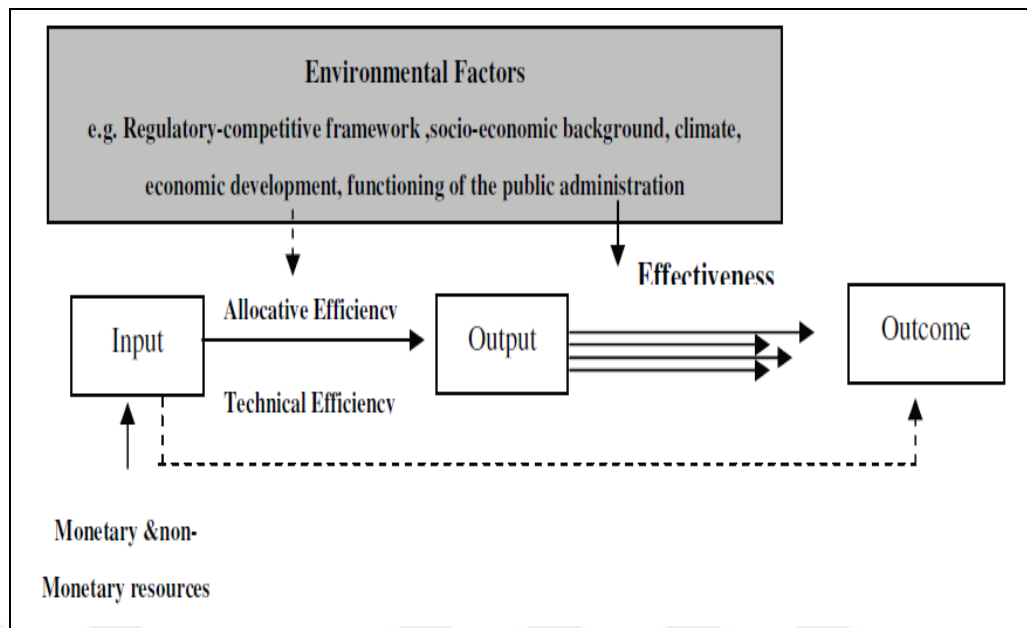 Environmental Factors
e.g. Regulatory-competitive framework ,socio-economic background, climate,
economic development, functioning of the public administration
Effectiveness
Allocative Efficiency
Input
Output
Outcome
Technical Efficiency
Monetary &non-
Monetary resources